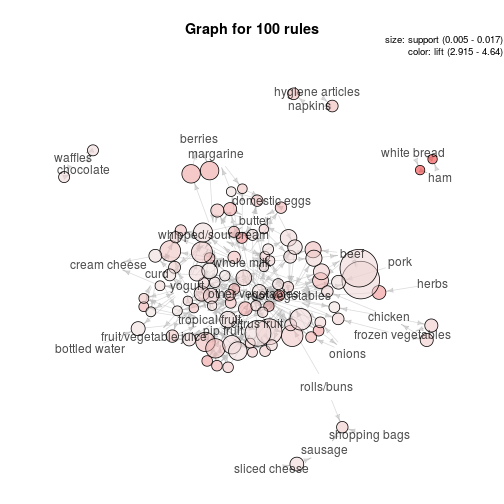 Graph for 100 rules
size: support (0.005 - 0.017)
color: lift (2.915 - 4.64)
hygiene articles
napkins
berries
margarine
white bread
waffles
chocolate
ham
domestic eggs
butter
whipped/sour cream
beef
cream cheese
whole milk
pork
curd
yogurt
herbs
other vegetables
root vegetables
tropical fruit
citrus fruit
chicken
pip fruit
fruit/vegetable juice
frozen vegetables
bottled water
onions
rolls/buns
shopping bags
sausage
sliced cheese